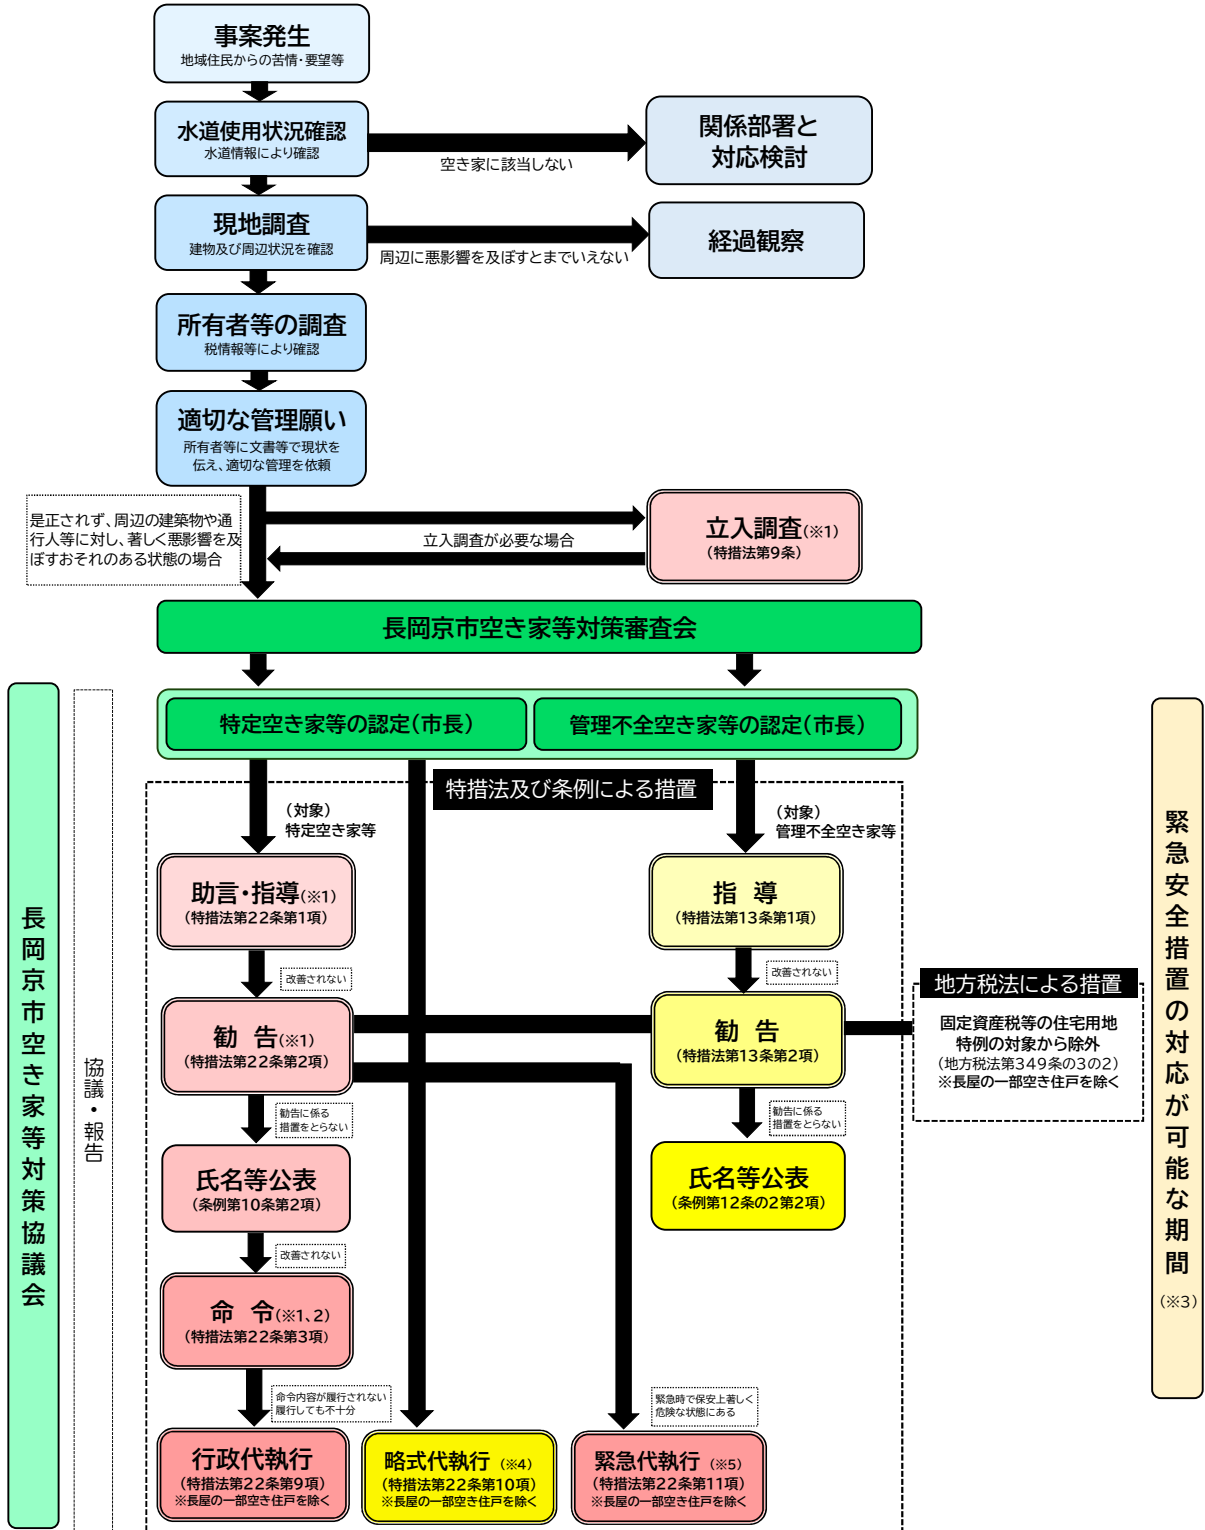 事案発生
地域住民からの苦情・要望等
水道使用状況確認
水道情報により確認
空き家に該当しない
関係部署と
対応検討
現地調査
建物及び周辺状況を確認
周辺に悪影響を及ぼすとまでいえない
経過観察
所有者等の調査
税情報等により確認
適切な管理願い
所有者等に文書等で現状を
伝え、適切な管理を依頼
是正されず、周辺の建築物や通
行人等に対し、著しく悪影響を及
ぼすおそれのある状態の場合
立入調査が必要な場合
立入調査(※1)
(特措法第9条)
長岡京市空き家等対策審査会
特定空き家等の認定(市長)
管理不全空き家等の認定(市長)
特措法及び条例による措置
(対象)
特定空き家等
(対象)
管理不全空き家等
助言・指導(※1)
(特措法第22条第1項)
指 導
(特措法第13条第1項)
改善されない
改善されない
勧 告(※1)
(特措法第22条第2項)
勧 告
(特措法第13条第2項)
地方税法による措置
固定資産税等の住宅用地
特例の対象から除外
(地方税法第349条の3の2)
※長屋の一部空き住戸を除く
勧告に係る
措置をとらない
勧告に係る
措置をとらない
氏名等公表
(条例第10条第2項)
氏名等公表
(条例第12条の2第2項)
改善されない
命 令(※1、2)
(特措法第22条第3項)
命令内容が履行されない
履行しても不十分
緊急時で保安上著しく
危険な状態にある
行政代執行
(特措法第22条第9項)
※長屋の一部空き住戸を除く
略式代執行 (※4)
(特措法第22条第10項)
※長屋の一部空き住戸を除く
緊急代執行 (※5)
(特措法第22条第11項)
※長屋の一部空き住戸を除く
長岡京市空き家等対策協議会
協議・報告
緊急安全措置の対応が可能な期間
(※3)